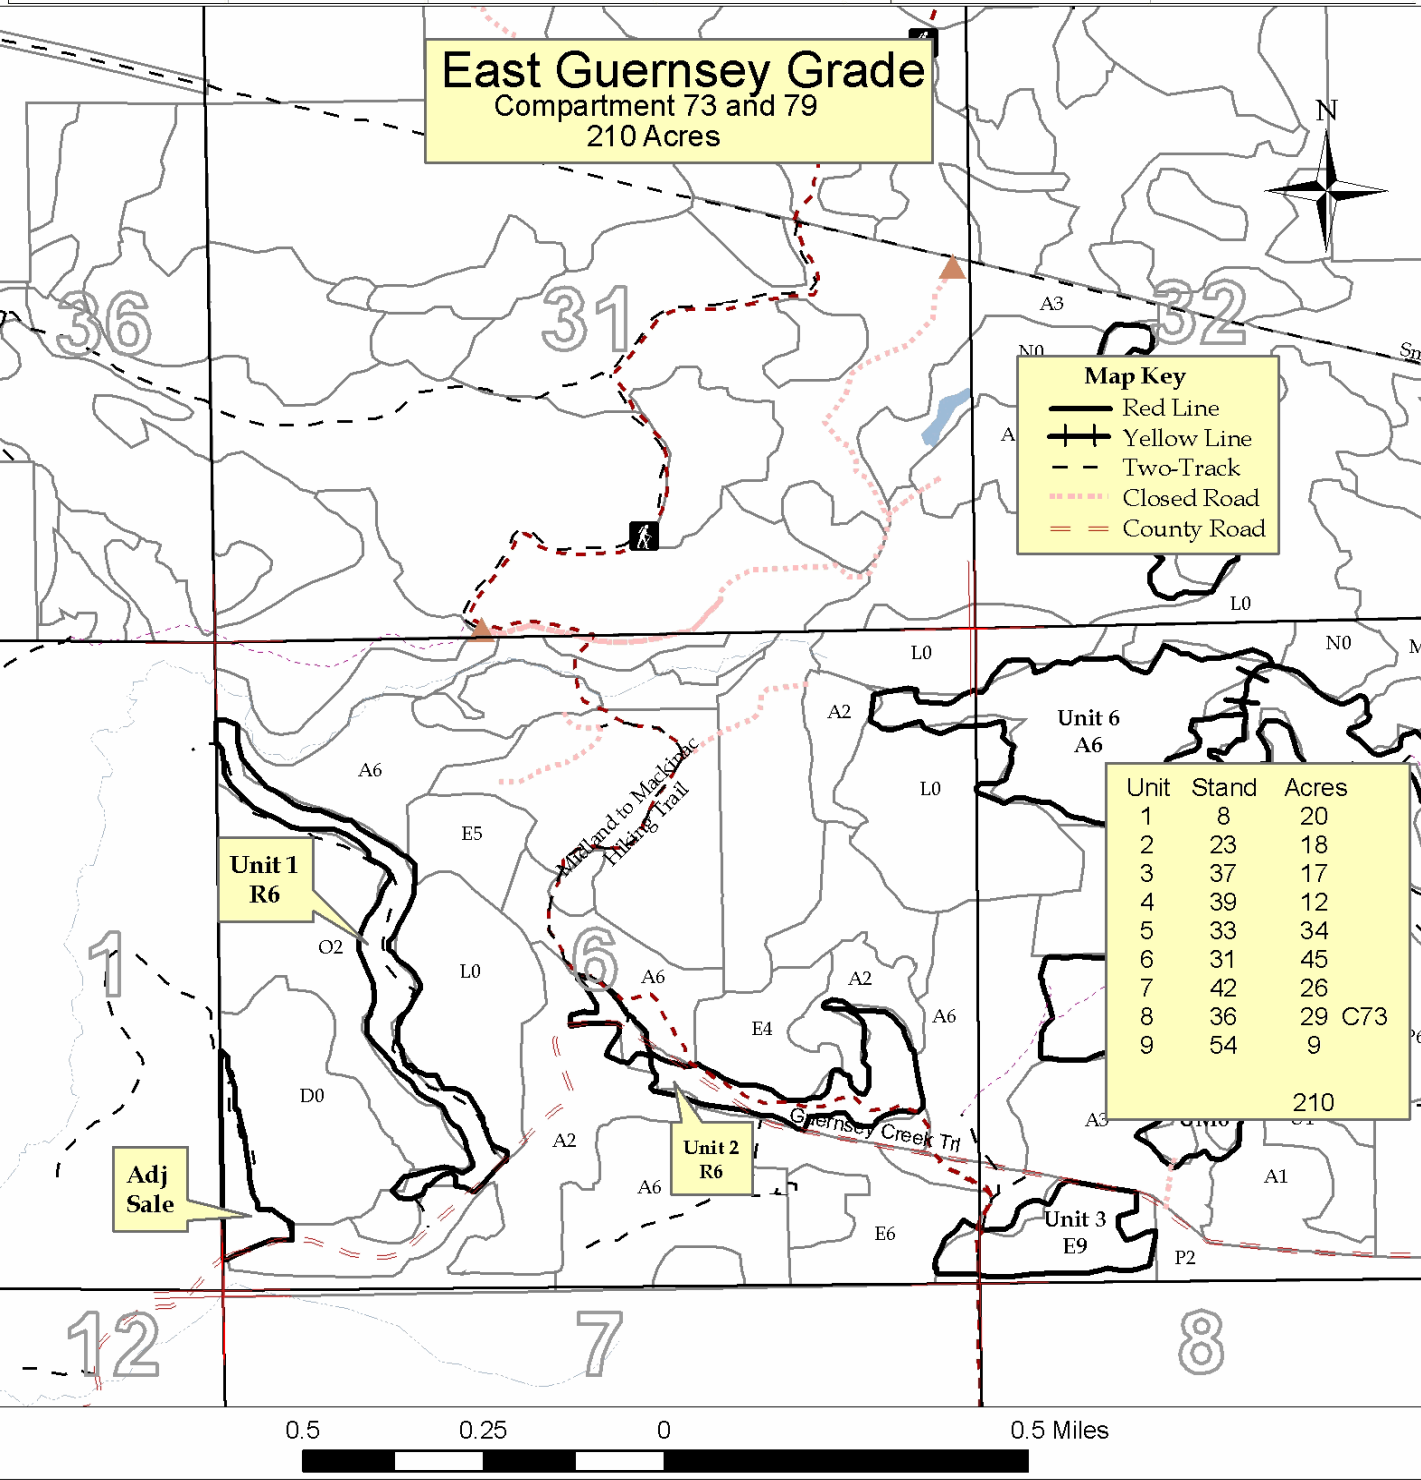 East Guernsey Grade
Compartment 73 and 79
210 Acres
N
36
31
32
A3
N0
A
Map Key
Red Line
Yellow Line
Two-Track
Closed Road
County Road
L0
L0
N0
A2
Unit 6
A6
A6
L0
E5
Midland to Mackinac
Hiking Trail
Unit 1
R6
O2
L0
1
6
A6
A2
A6
E4
D0
A2
Guernsey Creek Trl
A3
Unit 2
R6
A6
Adj
Sale
E6
Unit 3
E9
P2
A1
Unit Stand Acres
1 8 20
2 23 18
3 37 17
4 39 12
5 33 34
6 31 45
7 42 26
8 36 29 C73
9 54 9
210
12
7
8
0.5 0.25 0 0.5 Miles